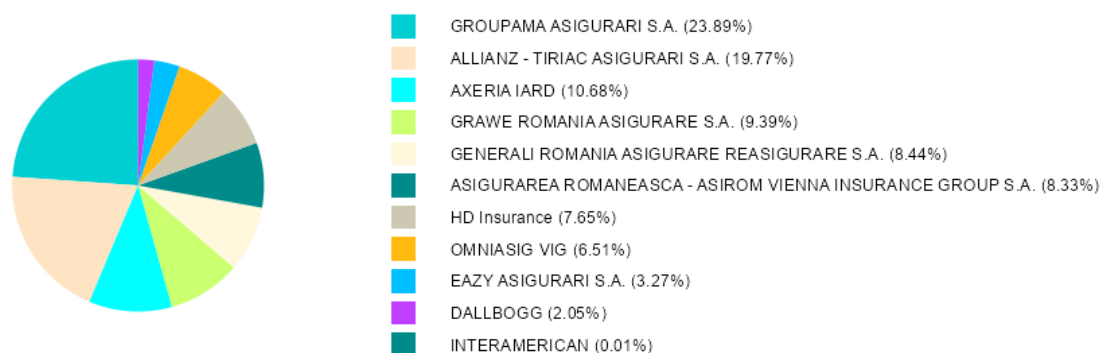 GROUPAMA ASIGURARI S.A. (23.89%)
ALLIANZ - TIRIAC ASIGURARI S.A. (19.77%)
AXERIA IARD (10.68%)
GRAWE ROMANIA ASIGURARE S.A. (9.39%)
GENERALI ROMANIA ASIGURARE REASIGURARE S.A. (8.44%)
ASIGURAREA ROMANEASCA - ASIROM VIENNA INSURANCE GROUP S.A. (8.33%)
HD Insurance (7.65%)
OMNIASIG VIG (6.51%)
EAZY ASIGURARI S.A. (3.27%)
DALLBOGG (2.05%)
INTERAMERICAN (0.01%)